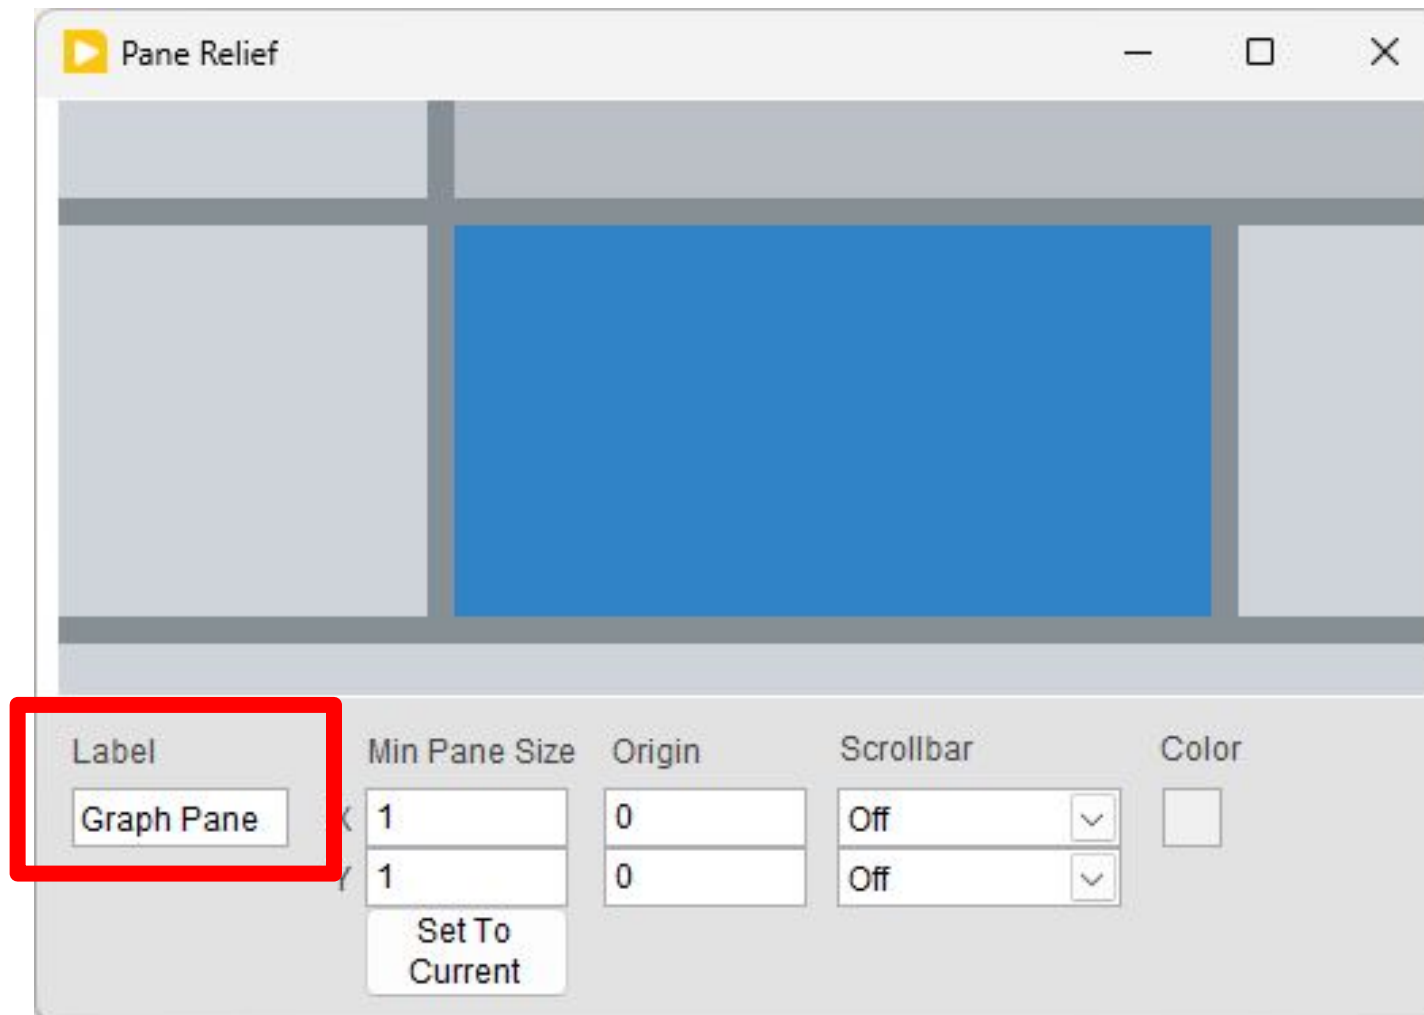 Pane Relief
Label
Min Pane Size
Origin
Scrollbar
Color
Graph Pane
X
1
0
Off
Y
1
0
Off
Set To
Current